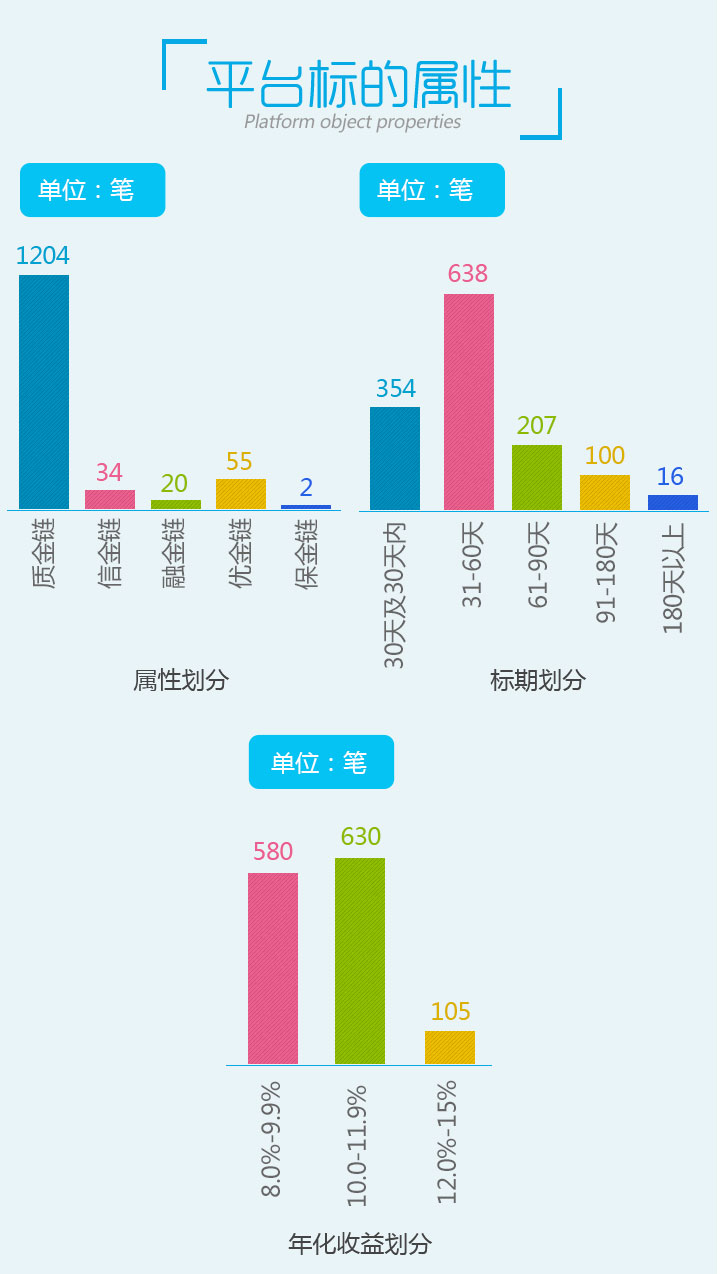 平台标的属性
Platform object properties
单位：笔
1204
34
20
55
2
质金链
信金链
融金链
优金链
保金链
属性划分
单位：笔
354
638
207
100
16
30天及30天内
31-60天
61-90天
91-180天
180天以上
标期划分
单位：笔
580
630
105
8.0%-9.9%
10.0-11.9%
12.0%-15%
年化收益划分